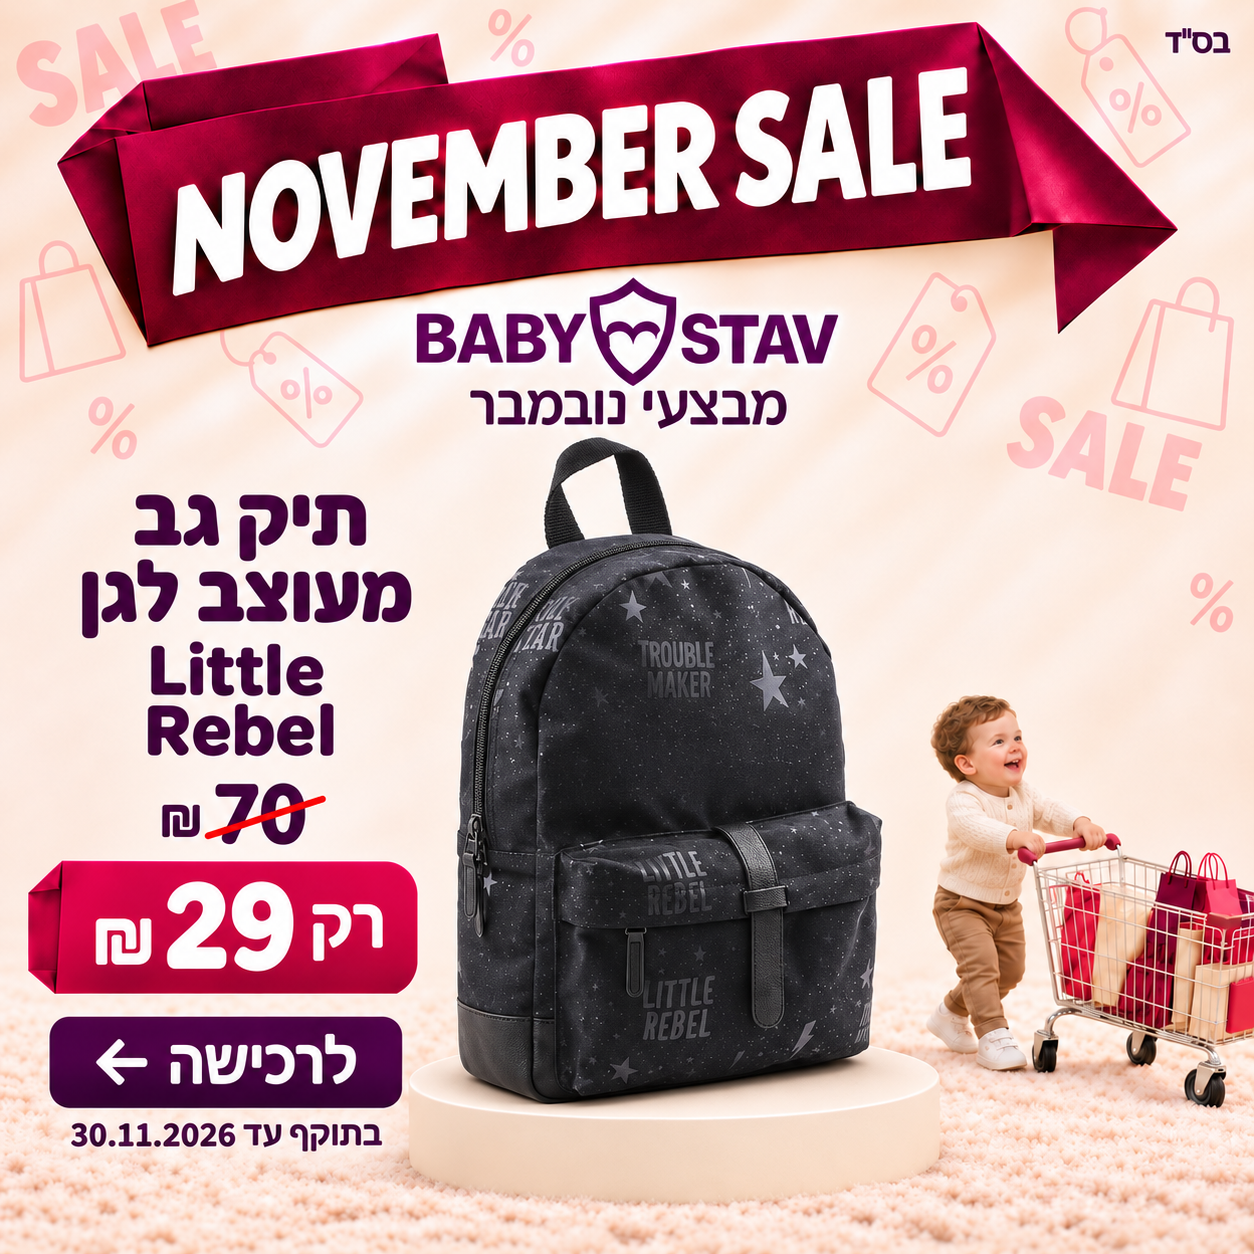 SALE
%
בס"ד
%
NOVEMBER SALE
BABY STAV
מבצעי נובמבר
%
%
%
SALE
%
תיק גב
מעוצב לגן
Little
Rebel
70 ₪
רק 29 ₪
לרכישה ←
בתוקף עד 30.11.2026
TROUBLE
MAKER
LITTLE
REBEL
LITTLE
REBEL